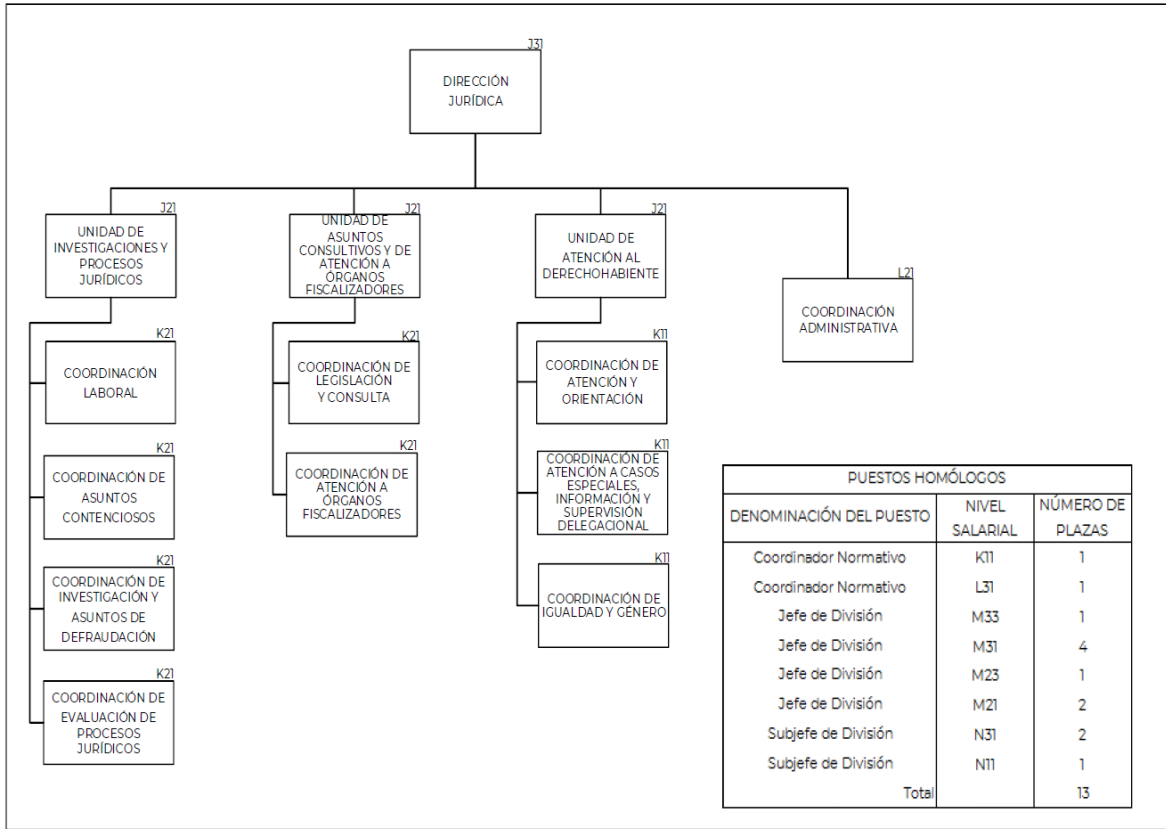 J31
DIRECCIÓN
JURÍDICA
J21
UNIDAD DE
INVESTIGACIONES Y
PROCESOS
JURÍDICOS
J21
UNIDAD DE
ASUNTOS
CONSULTIVOS Y DE
ATENCIÓN A
ÓRGANOS
FISCALIZADORES
J21
UNIDAD DE
ATENCIÓN AL
DERECHOHABIENTE
L21
COORDINACIÓN
ADMINISTRATIVA
K21
COORDINACIÓN
LABORAL
K21
COORDINACIÓN DE
ASUNTOS
CONTENCIOSOS
K21
COORDINACIÓN DE
INVESTIGACIÓN Y
ASUNTOS DE
DEFRAUDACIÓN
K21
COORDINACIÓN DE
EVALUACIÓN DE
PROCESOS
JURÍDICOS
K21
COORDINACIÓN DE
LEGISLACIÓN
Y CONSULTA
K21
COORDINACIÓN DE
ATENCIÓN A
ÓRGANOS
FISCALIZADORES
K11
COORDINACIÓN DE
ATENCIÓN Y
ORIENTACIÓN
K11
COORDINACIÓN DE
ATENCIÓN A CASOS
ESPECIALES,
INFORMACIÓN Y
SUPERVISIÓN
DELEGACIONAL
K11
COORDINACIÓN DE
IGUALDAD Y GÉNERO
PUESTOS HOMÓLOGOS
DENOMINACIÓN DEL PUESTO NIVEL SALARIAL NÚMERO DE PLAZAS
Coordinador Normativo K11 1
Coordinador Normativo L31 1
Jefe de División M33 1
Jefe de División M31 4
Jefe de División M23 1
Jefe de División M21 2
Subjefe de División N31 2
Subjefe de División N11 1
Total 13